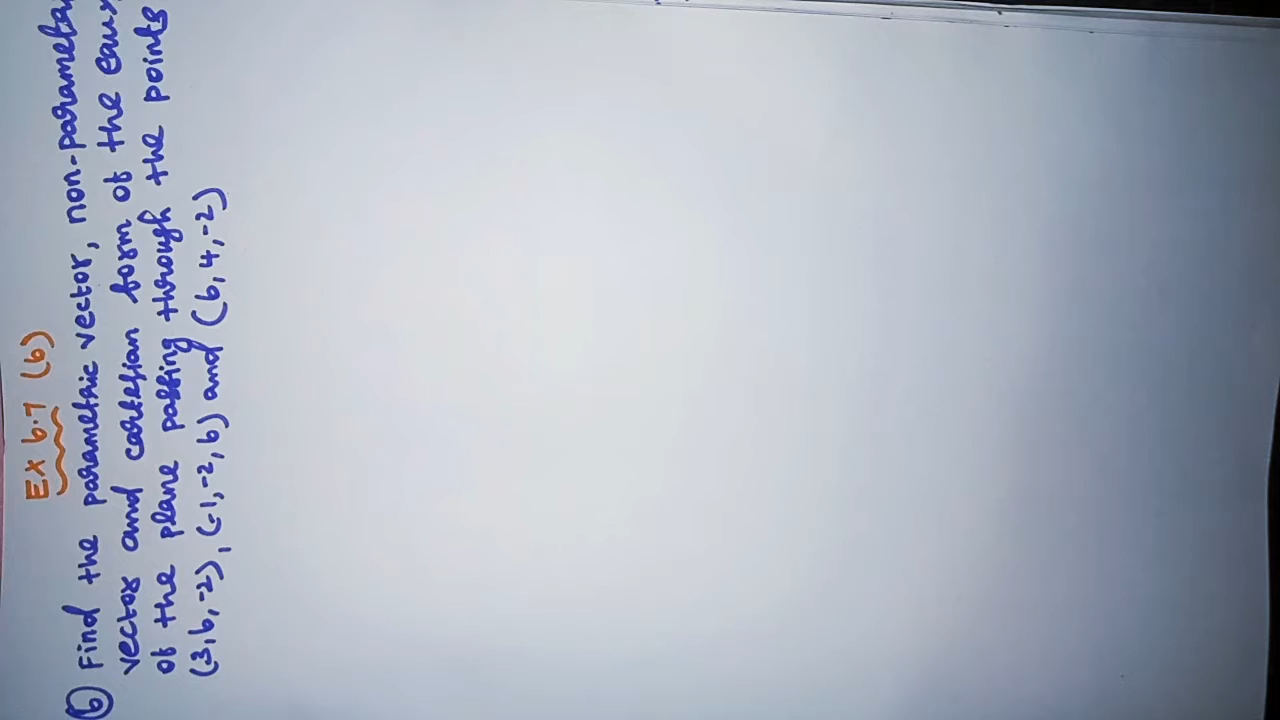 Ex 6.7 (6)
⑥ Find the parametric vector, non-parametric
vector and cartesian form of the
of the plane passing through the points
(3,6,-2), (-1,-2,6) and (6,4,-2)